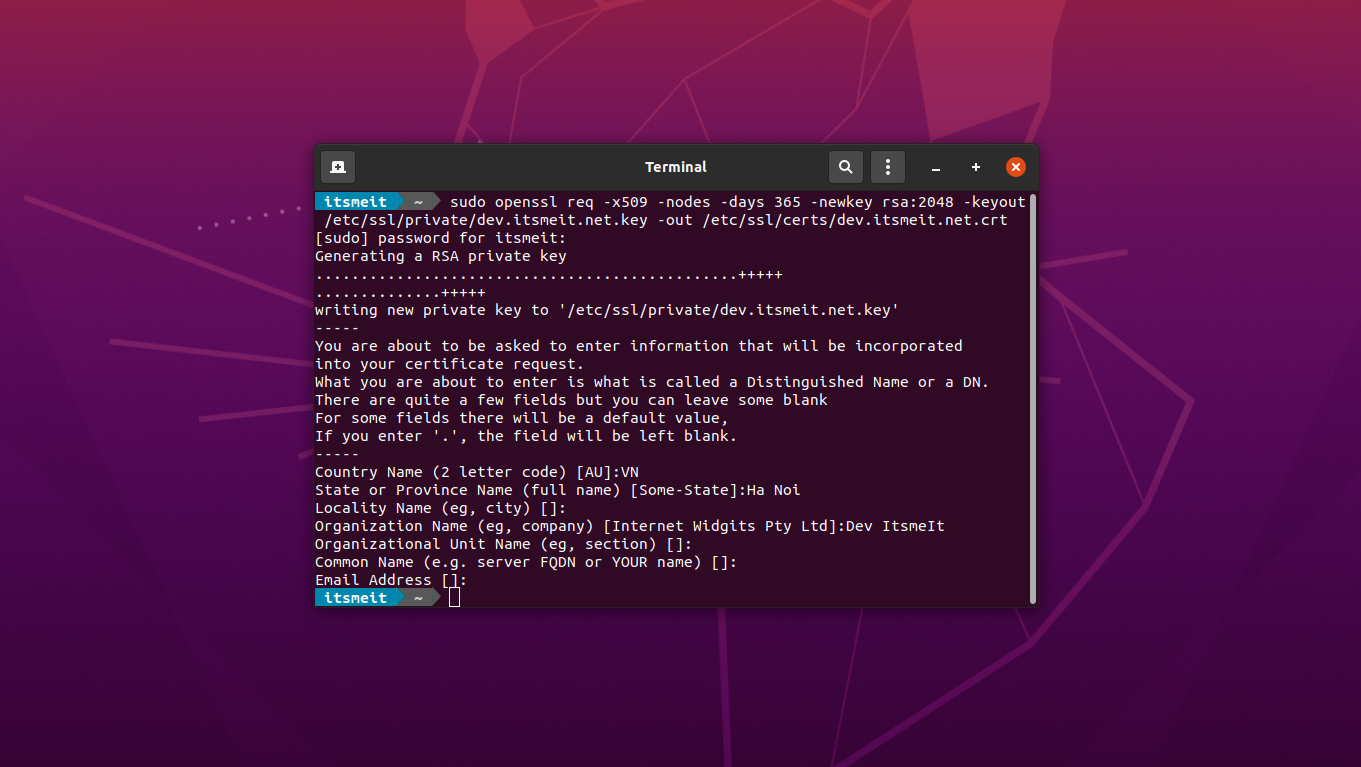 Terminal
itsmeit ~ sudo openssl req -x509 -nodes -days 365 -newkey rsa:2048 -keyout
/etc/ssl/private/dev.itsmeit.net.key -out /etc/ssl/certs/dev.itsmeit.net.crt
[sudo] password for itsmeit:
Generating a RSA private key
...............................................+++++
..............+++++
writing new private key to '/etc/ssl/private/dev.itsmeit.net.key'
-----
You are about to be asked to enter information that will be incorporated
into your certificate request.
What you are about to enter is what is called a Distinguished Name or a DN.
There are quite a few fields but you can leave some blank
For some fields there will be a default value,
If you enter '.', the field will be left blank.
-----
Country Name (2 letter code) [AU]:VN
State or Province Name (full name) [Some-State]:Ha Noi
Locality Name (eg, city) []:
Organization Name (eg, company) [Internet Widgits Pty Ltd]:Dev ItsmeIt
Organizational Unit Name (eg, section) []:
Common Name (e.g. server FQDN or YOUR name) []:
Email Address []:
itsmeit ~